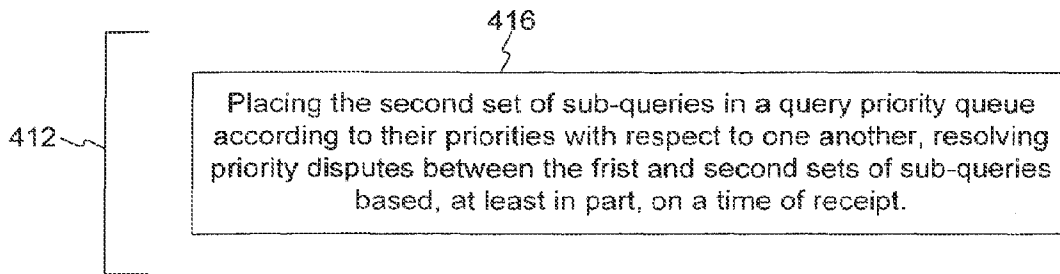 416
412
Placing the second set of sub-queries in a query priority queue
according to their priorities with respect to one another, resolving
priority disputes between the frist and second sets of sub-queries
based, at least in part, on a time of receipt.